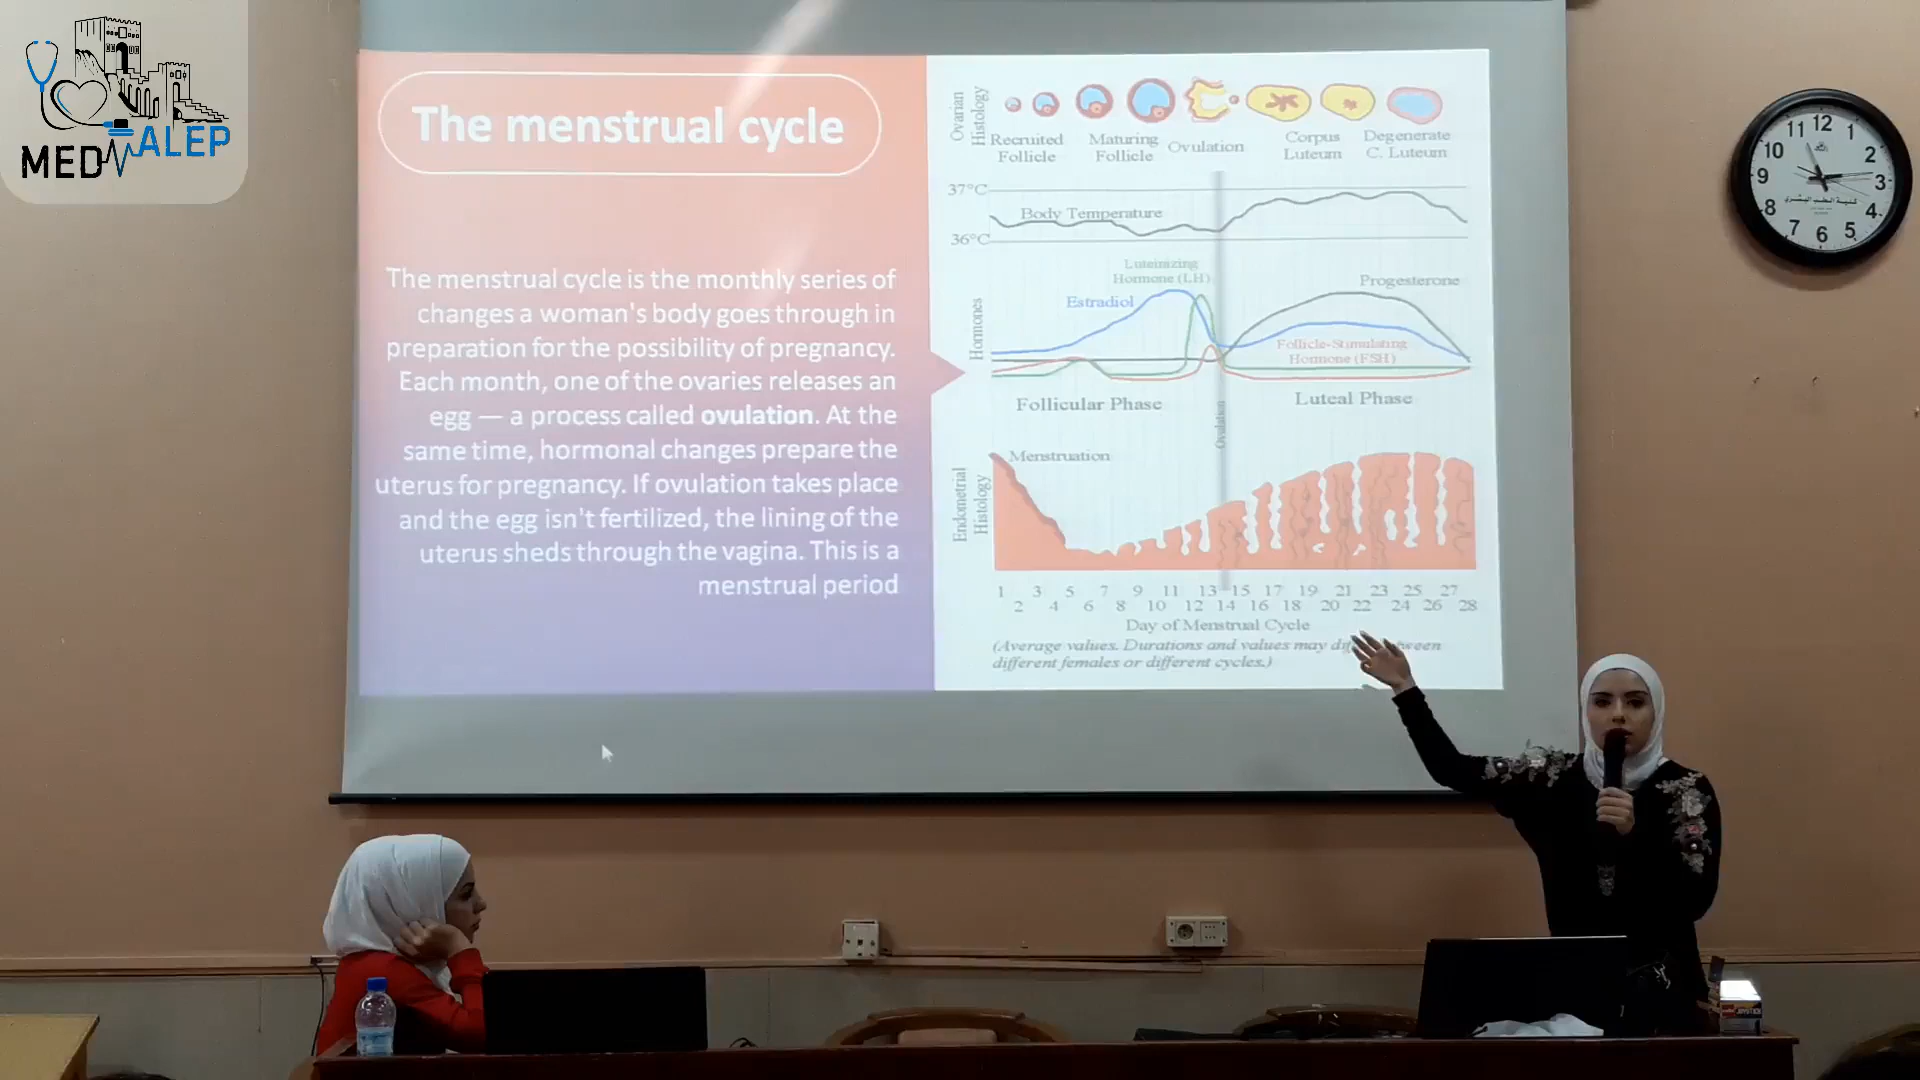 MED ALEP
The menstrual cycle
The menstrual cycle is the monthly series of
changes a woman's body goes through in
preparation for the possibility of pregnancy.
Each month, one of the ovaries releases an
egg — a process called ovulation. At the
same time, hormonal changes prepare the
uterus for pregnancy. If ovulation takes place
and the egg isn't fertilized, the lining of the
uterus sheds through the vagina. This is a
menstrual period
Ovarian
Histology
Recruited
Follicle
Maturing
Follicle
Ovulation
Corpus
Luteum
Degenerate
C. Luteum
37°C
Body Temperature
36°C
Hormones
Luteinizing
Hormone (LH)
Estradiol
Progesterone
Follicle-Stimulating
Hormone (FSH)
Follicular Phase
Ovulation
Luteal Phase
Endometrial
Histology
Menstruation
1 3 5 7 9 11 13 15 17 19 21 23 25 27
2 4 6 8 10 12 14 16 18 20 22 24 26 28
Day of Menstrual Cycle
(Average values. Durations and values may between
different females or different cycles.)
12 1 2 3 4 5 6 7 8 9 10 11
كلية الطب البشري